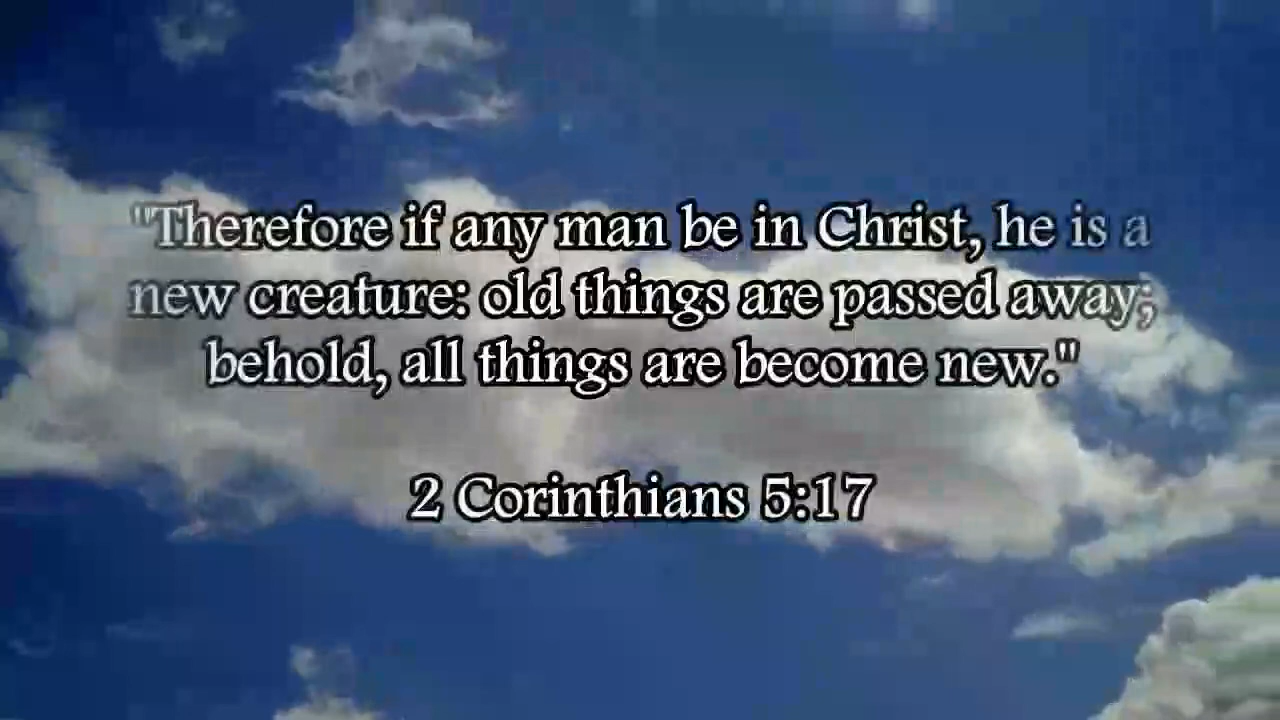 "Therefore if any man be in Christ, he is a
new creature: old things are passed away;
behold, all things are become new."
2 Corinthians 5:17